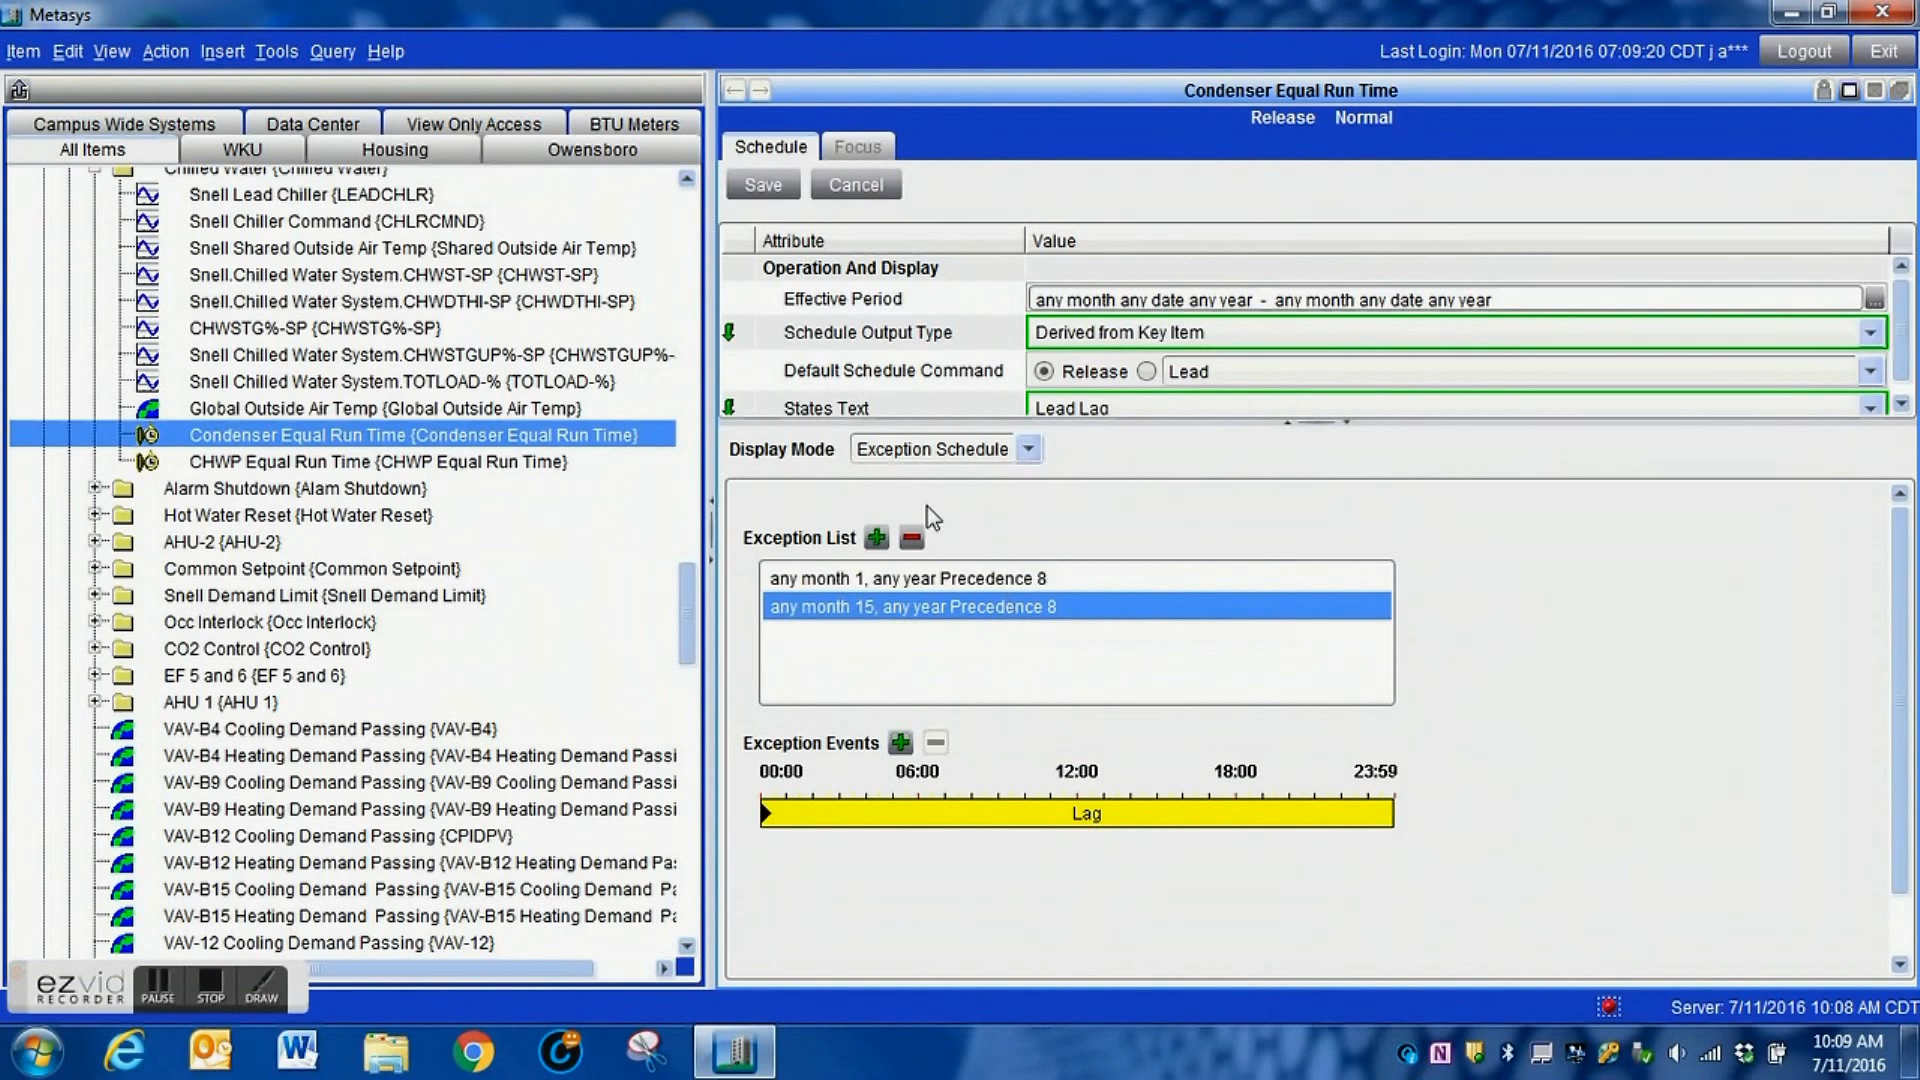 Metasys
Item Edit View Action Insert Tools Query Help
Last Login: Mon 07/11/2016 07:09:20 CDT j a***
Logout
Exit
Campus Wide Systems
Data Center
View Only Access
BTU Meters
All Items
WKU
Housing
Owensboro
Chilled Water {Chilled Water}
Snell Lead Chiller {LEADCHLR}
Snell Chiller Command {CHLRCMND}
Snell Shared Outside Air Temp {Shared Outside Air Temp}
Snell.Chilled Water System.CHWST-SP {CHWST-SP}
Snell.Chilled Water System.CHWDTHI-SP {CHWDTHI-SP}
CHWSTG%-SP {CHWSTG%-SP}
Snell Chilled Water System.CHWSTGUP%-SP {CHWSTGUP%-
Snell Chilled Water System.TOTLOAD-% {TOTLOAD-%}
Global Outside Air Temp {Global Outside Air Temp}
Condenser Equal Run Time {Condenser Equal Run Time}
CHWP Equal Run Time {CHWP Equal Run Time}
Alarm Shutdown {Alam Shutdown}
Hot Water Reset {Hot Water Reset}
AHU-2 {AHU-2}
Common Setpoint {Common Setpoint}
Snell Demand Limit {Snell Demand Limit}
Occ Interlock {Occ Interlock}
CO2 Control {CO2 Control}
EF 5 and 6 {EF 5 and 6}
AHU 1 {AHU 1}
VAV-B4 Cooling Demand Passing {VAV-B4}
VAV-B4 Heating Demand Passing {VAV-B4 Heating Demand Passi
VAV-B9 Cooling Demand Passing {VAV-B9 Cooling Demand Passi
VAV-B9 Heating Demand Passing {VAV-B9 Heating Demand Passi
VAV-B12 Cooling Demand Passing {CPIDPV}
VAV-B12 Heating Demand Passing {VAV-B12 Heating Demand Pa
VAV-B15 Cooling Demand Passing {VAV-B15 Cooling Demand Pa
VAV-B15 Heating Demand Passing {VAV-B15 Heating Demand Pa
VAV-12 Cooling Demand Passing {VAV-12}
Condenser Equal Run Time
Release Normal
Schedule
Focus
Save
Cancel
Attribute
Value
Operation And Display
Effective Period
any month any date any year - any month any date any year
...
Schedule Output Type
Derived from Key Item
Default Schedule Command
Release
Lead
States Text
Lead Lag
Display Mode
Exception Schedule
Exception List
any month 1, any year Precedence 8
any month 15, any year Precedence 8
Exception Events
00:00 06:00 12:00 18:00 23:59
Lag
ezvid
RECORDER
PAUSE
STOP
DRAW
Server: 7/11/2016 10:08 AM CDT
10:09 AM
7/11/2016